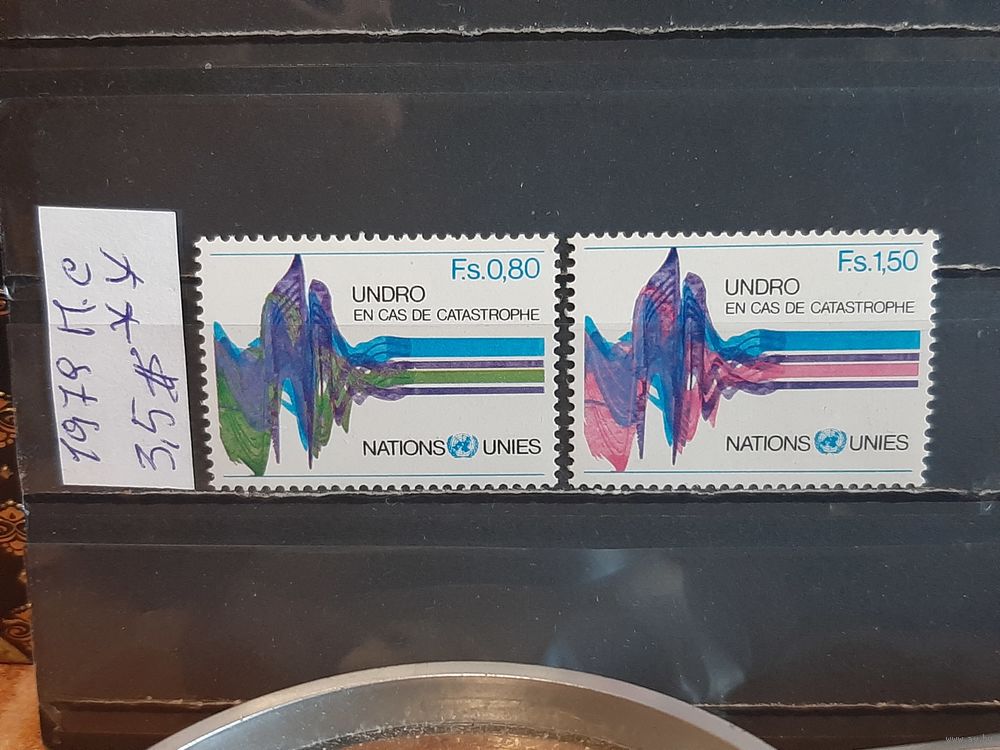 1979 М.С
3,5$ **
F.s.0,80
UNDRO
EN CAS DE CATASTROPHE
NATIONS UNIES
F.s.1,50
UNDRO
EN CAS DE CATASTROPHE
NATIONS UNIES